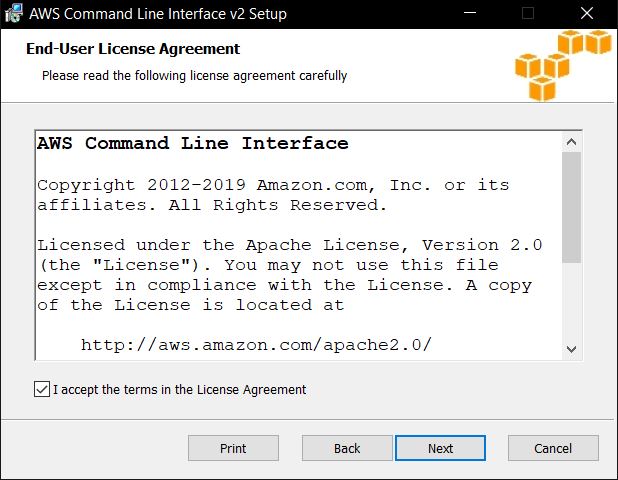 AWS Command Line Interface v2 Setup
End-User License Agreement
Please read the following license agreement carefully
AWS Command Line Interface
Copyright 2012-2019 Amazon.com, Inc. or its
affiliates. All Rights Reserved.
Licensed under the Apache License, Version 2.0
(the "License"). You may not use this file
except in compliance with the License. A copy
of the License is located at
http://aws.amazon.com/apache2.0/
I accept the terms in the License Agreement
Print
Back
Next
Cancel